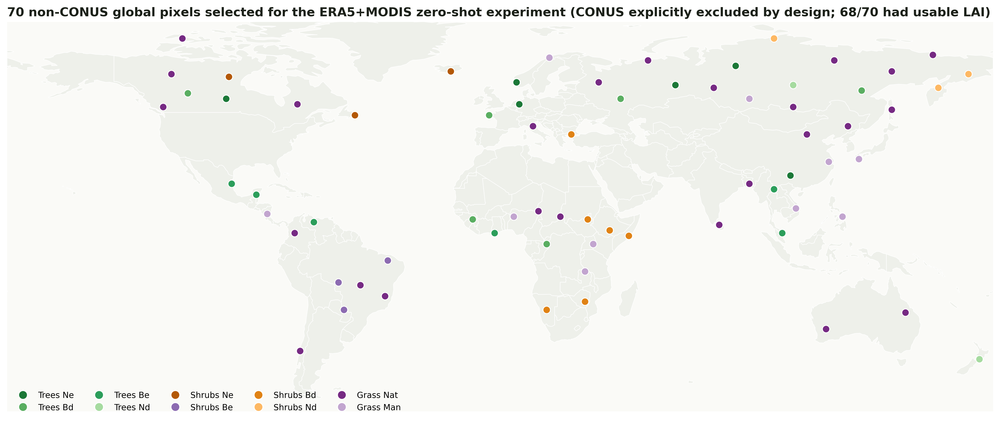 70 non-CONUS global pixels selected for the ERA5+MODIS zero-shot experiment (CONUS explicitly excluded by design; 68/70 had usable LAI)
Trees Ne Trees Be Shrubs Ne Shrubs Bd Grass Nat
Trees Bd Trees Nd Shrubs Be Shrubs Nd Grass Man